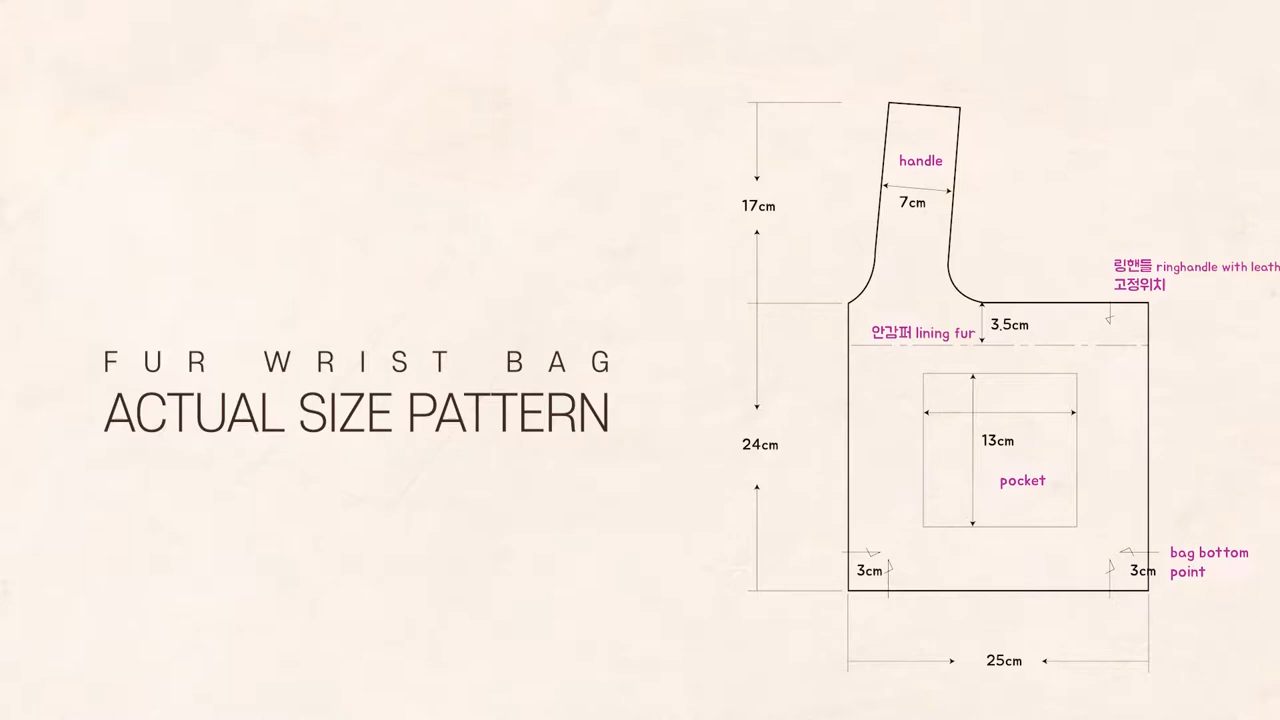 FUR WRIST BAG
ACTUAL SIZE PATTERN
handle
7cm
17cm
링핸들 ringhandle with leath
고정위치
3.5cm
안감퍼 lining fur
13cm
24cm
pocket
bag bottom
point
3cm
3cm
25cm